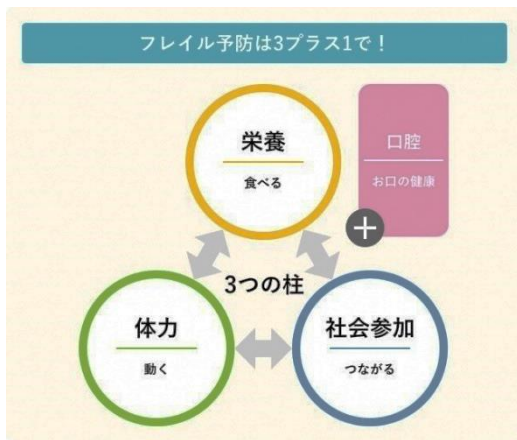 フレイル予防は3プラス1で！
栄養
食べる
口腔
お口の健康
+
3つの柱
体力
動く
社会参加
つながる